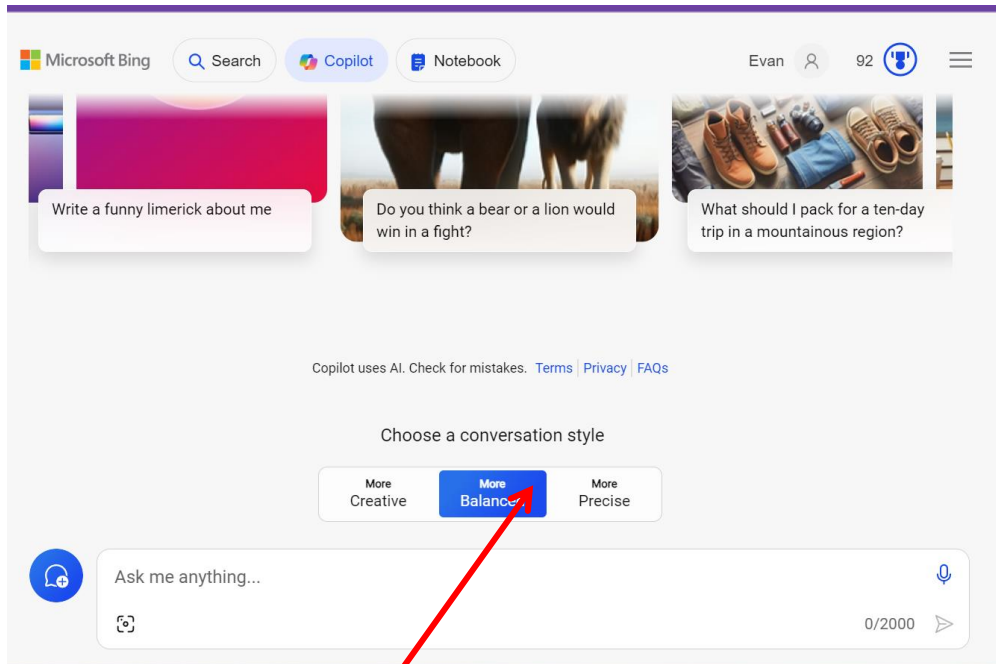 Microsoft Bing Search Copilot Notebook Evan 92
Write a funny limerick about me
Do you think a bear or a lion would
win in a fight?
What should I pack for a ten-day
trip in a mountainous region?
Copilot uses AI. Check for mistakes. Terms Privacy FAQs
Choose a conversation style
More
Creative
More
Balanced
More
Precise
Ask me anything...
0/2000